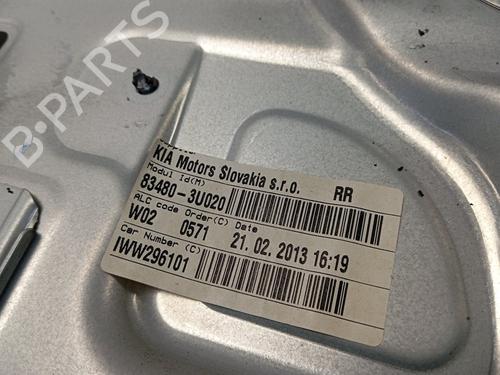 B-PARTS
KIA Motors Slovakia s.r.o.
Modul Id(M) RR
83480-3U020
ALC code Order(C) Date
W02 0571 21. 02. 2013 16:19
Car Number (C)
IWW296101